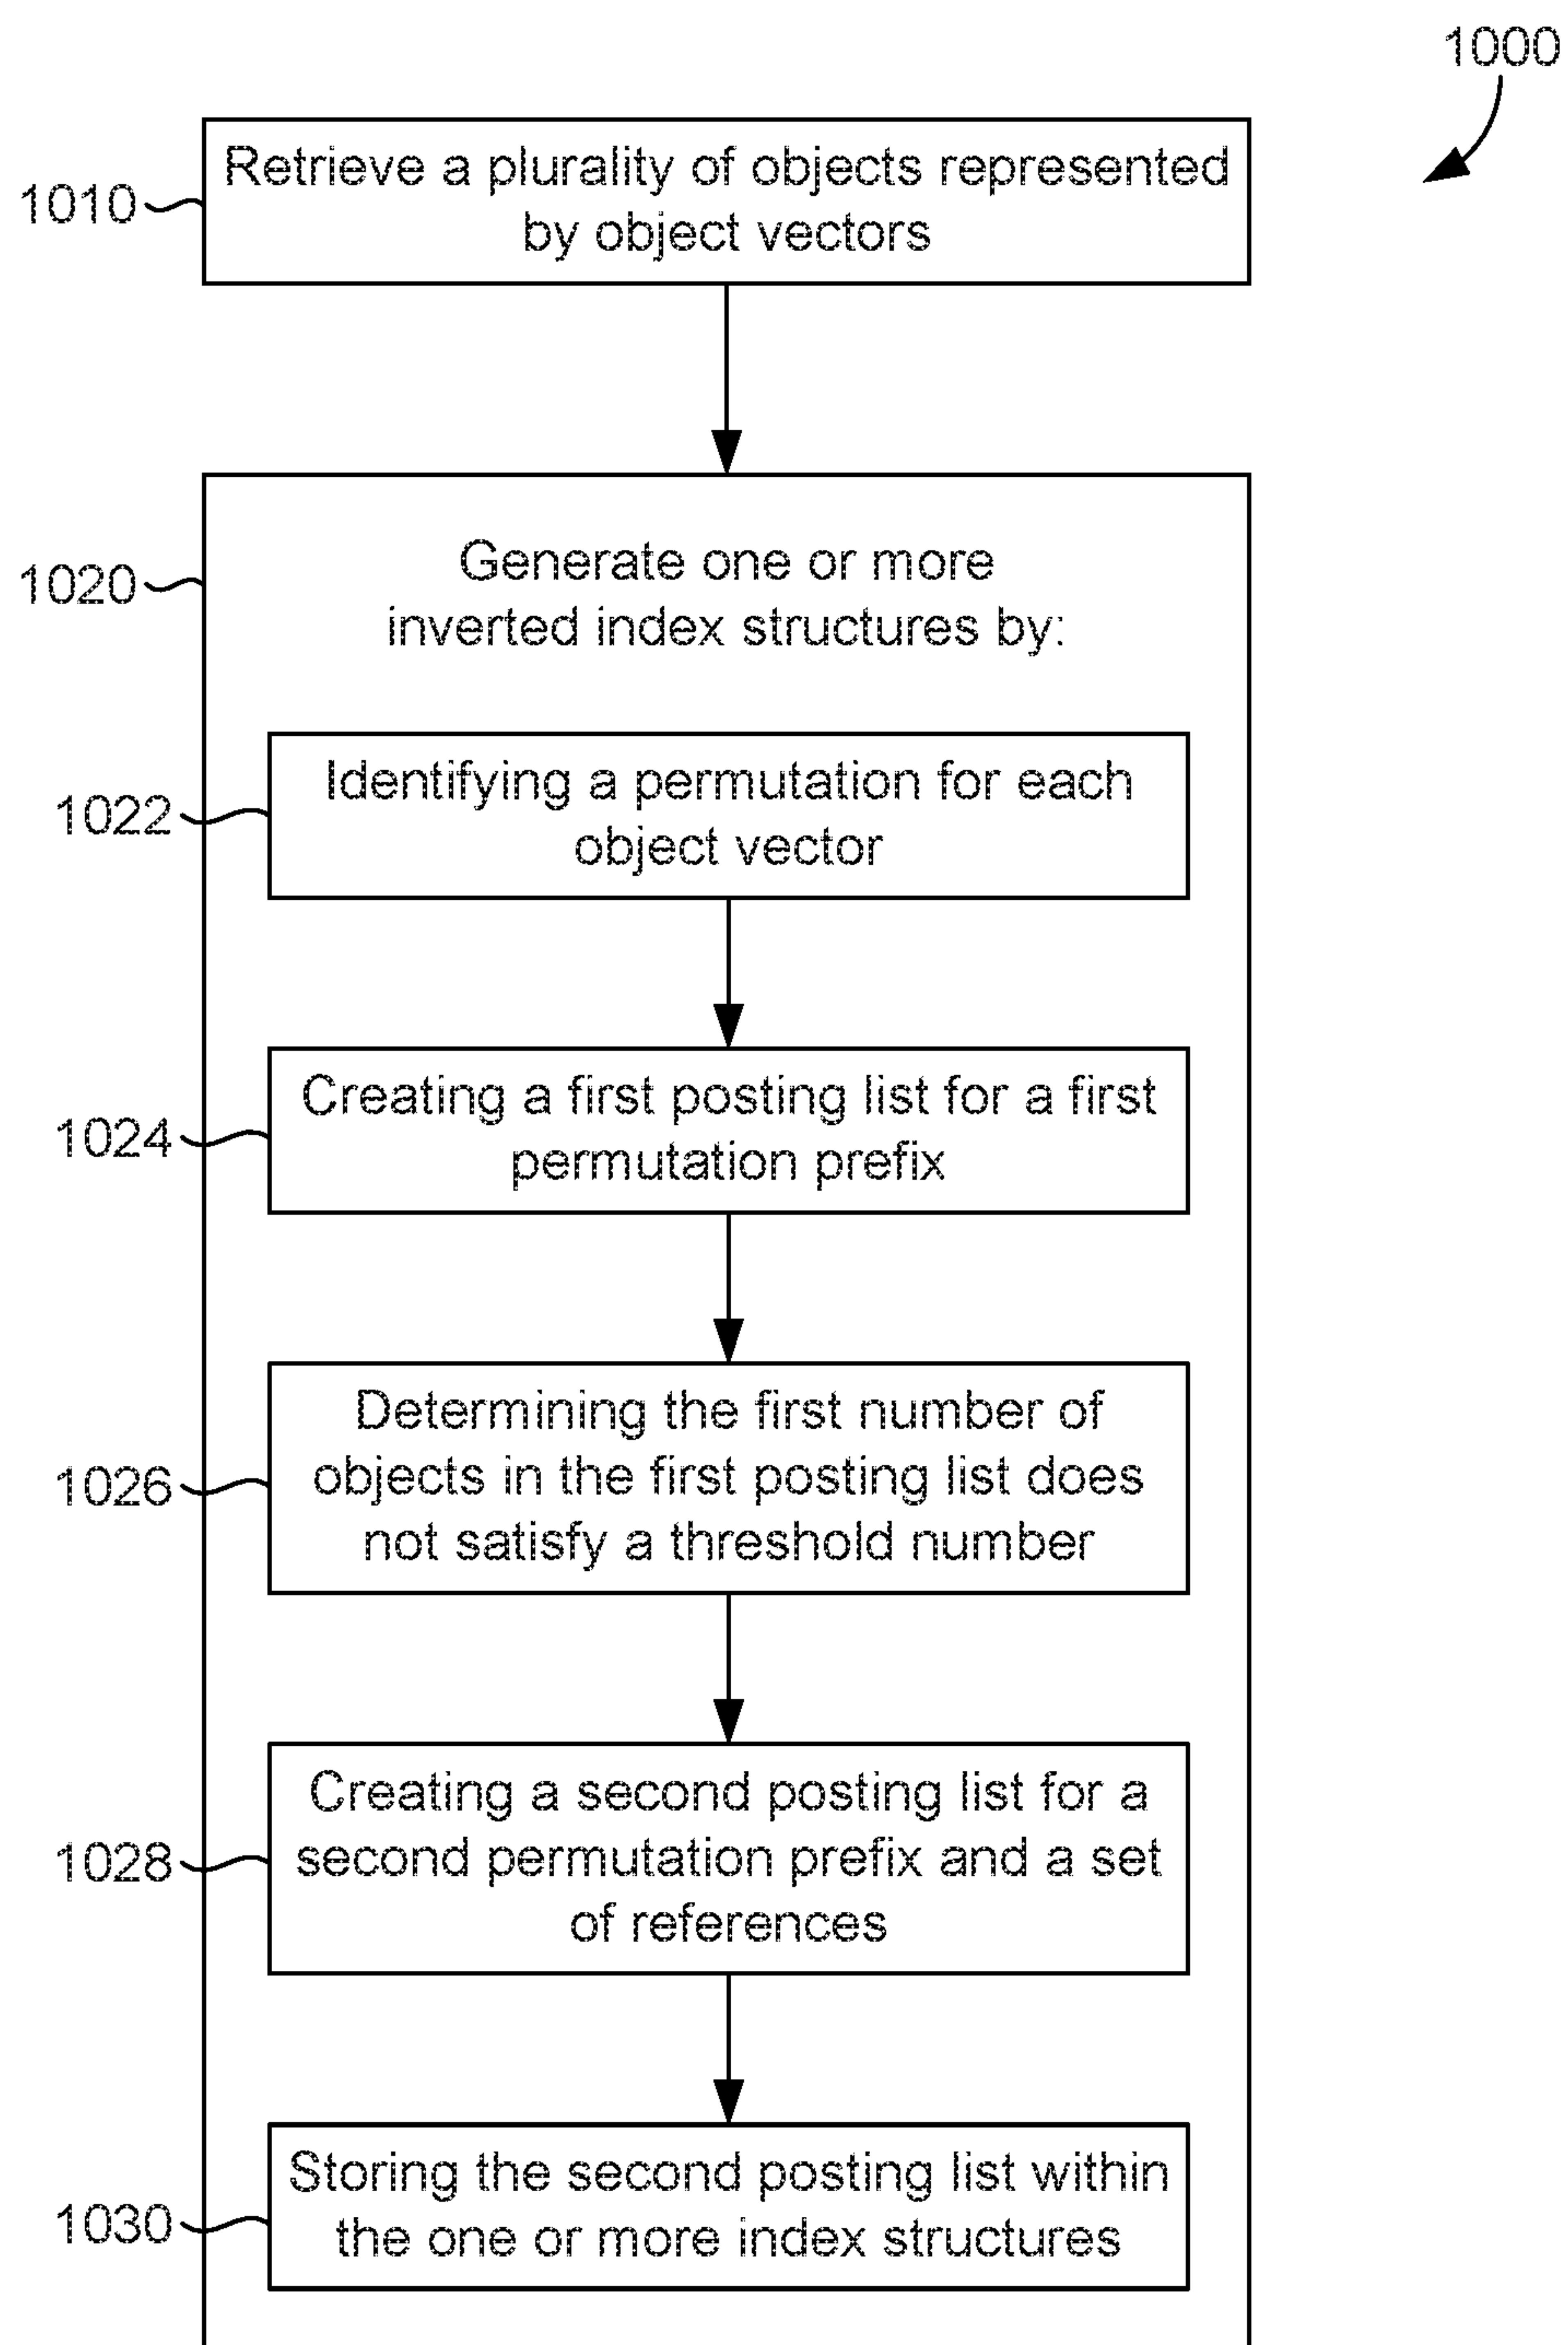 1000
1010
Retrieve a plurality of objects represented
by object vectors
1020
Generate one or more
inverted index structures by:
1022
Identifying a permutation for each
object vector
1024
Creating a first posting list for a first
permutation prefix
1026
Determining the first number of
objects in the first posting list does
not satisfy a threshold number
1028
Creating a second posting list for a
second permutation prefix and a set
of references
1030
Storing the second posting list within
the one or more index structures